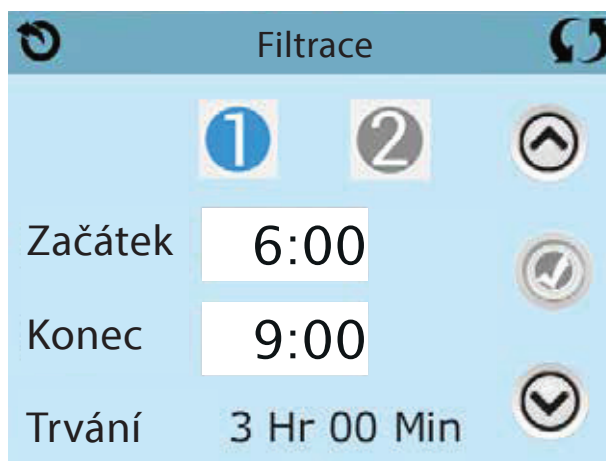 Filtrace
1 2
Začátek 6:00
Konec 9:00
Trvání 3 Hr 00 Min